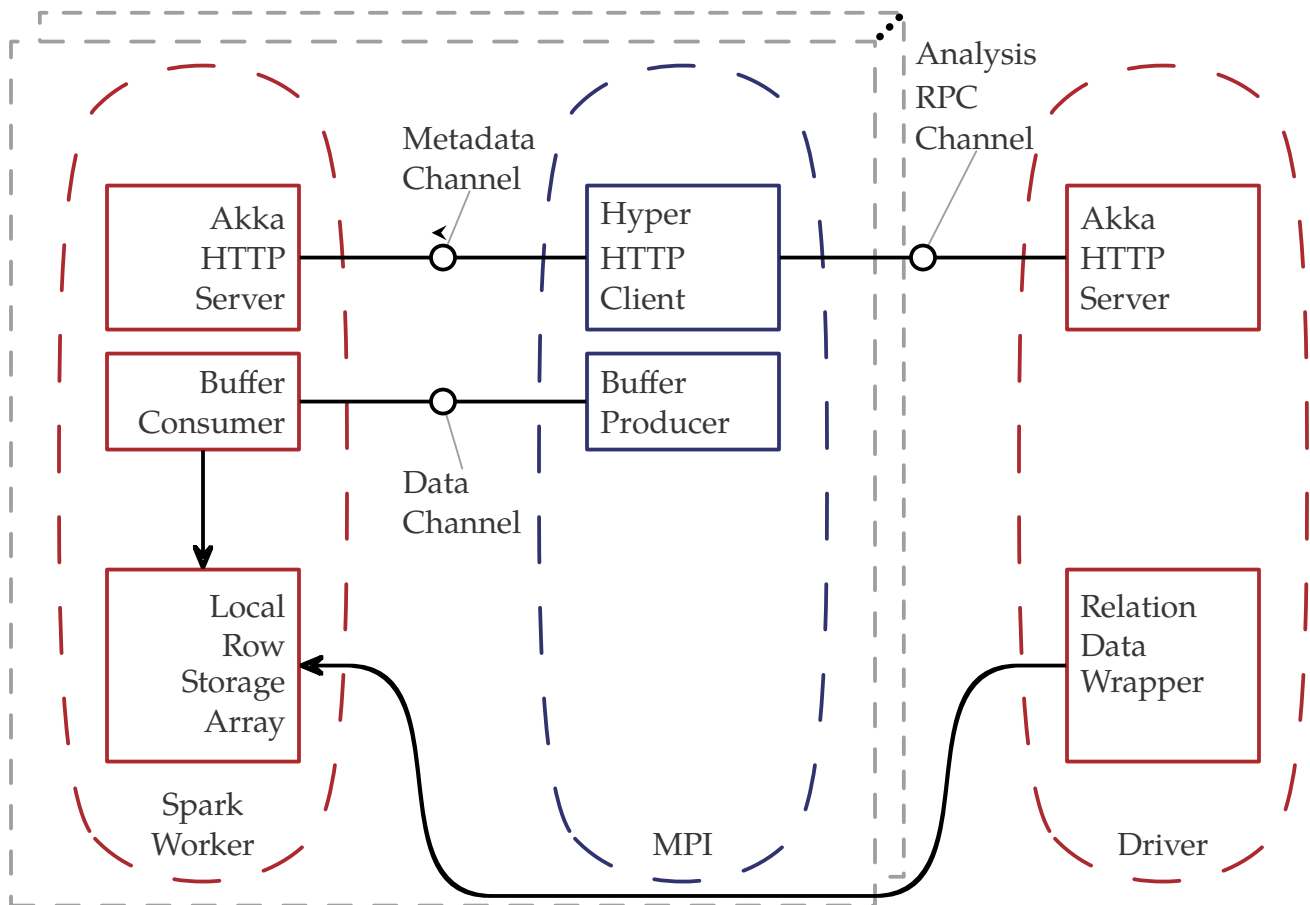 Analysis
RPC
Channel
Metadada
Channel
Akka
HTTP
Server
Hyper
HTTP
Client
Akka
HTTP
Server
Buffer
Consumer
Buffer
Producer
Data
Channel
Local
Row
Storage
Array
Relation
Data
Wrapper
Spark
Worker
MPI
Driver